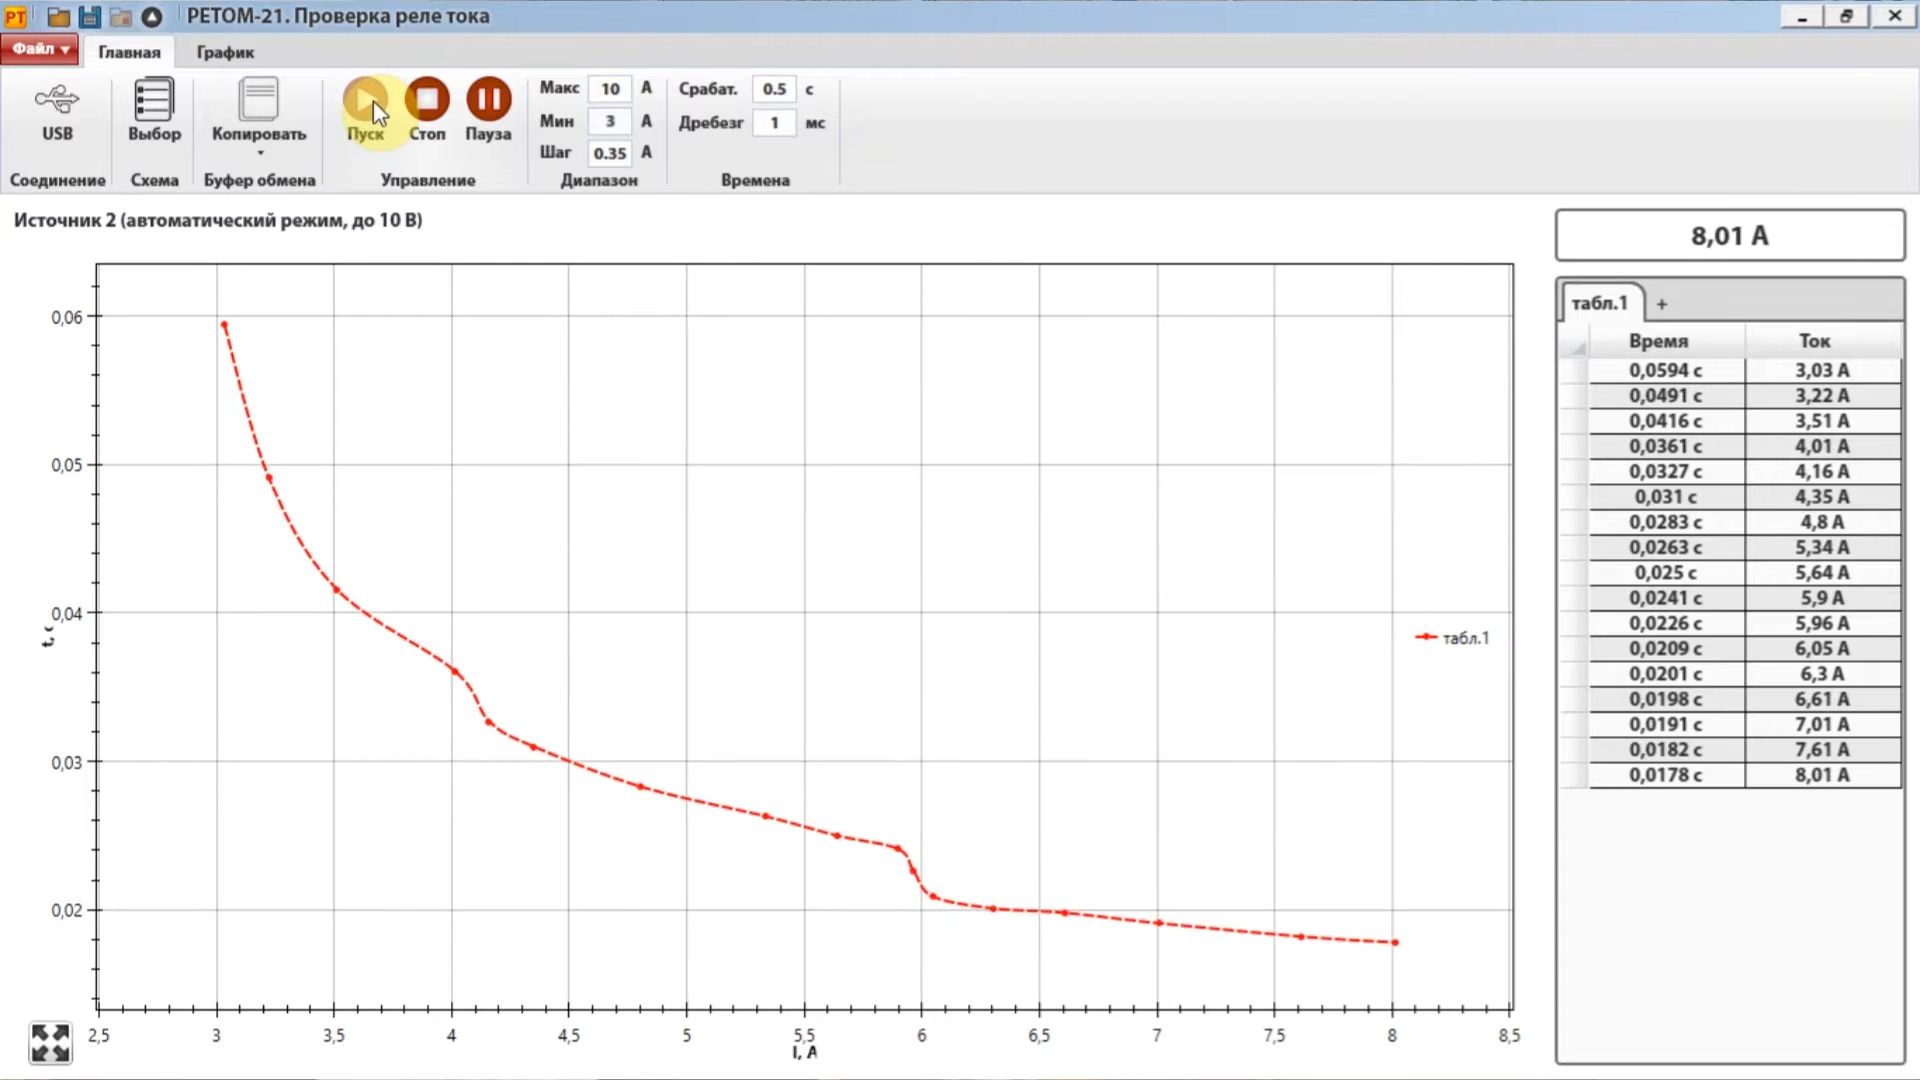 РЕТОМ-21. Проверка реле тока
Файл Главная График
USB Выбор Копировать Пуск Стоп Пауза
Макс 10 А
Мин 3 А
Шаг 0.35 А
Срабат. 0.5 с
Дребезг 1 мс
Соединение Схема Буфер обмена Управление Диапазон Времена
Источник 2 (автоматический режим, до 10 В)
8,01 А
0,06
0,05
0,04
0,03
0,02
t, с
табл.1
2,5 3 3,5 4 4,5 5 5,5 6 6,5 7 7,5 8 8,5
I, А
табл.1 +
Время Ток
0,0594 с 3,03 А
0,0491 с 3,22 А
0,0416 с 3,51 А
0,0361 с 4,01 А
0,0327 с 4,16 А
0,031 с 4,35 А
0,0283 с 4,8 А
0,0263 с 5,34 А
0,025 с 5,64 А
0,0241 с 5,9 А
0,0226 с 5,96 А
0,0209 с 6,05 А
0,0201 с 6,3 А
0,0198 с 6,61 А
0,0191 с 7,01 А
0,0182 с 7,61 А
0,0178 с 8,01 А